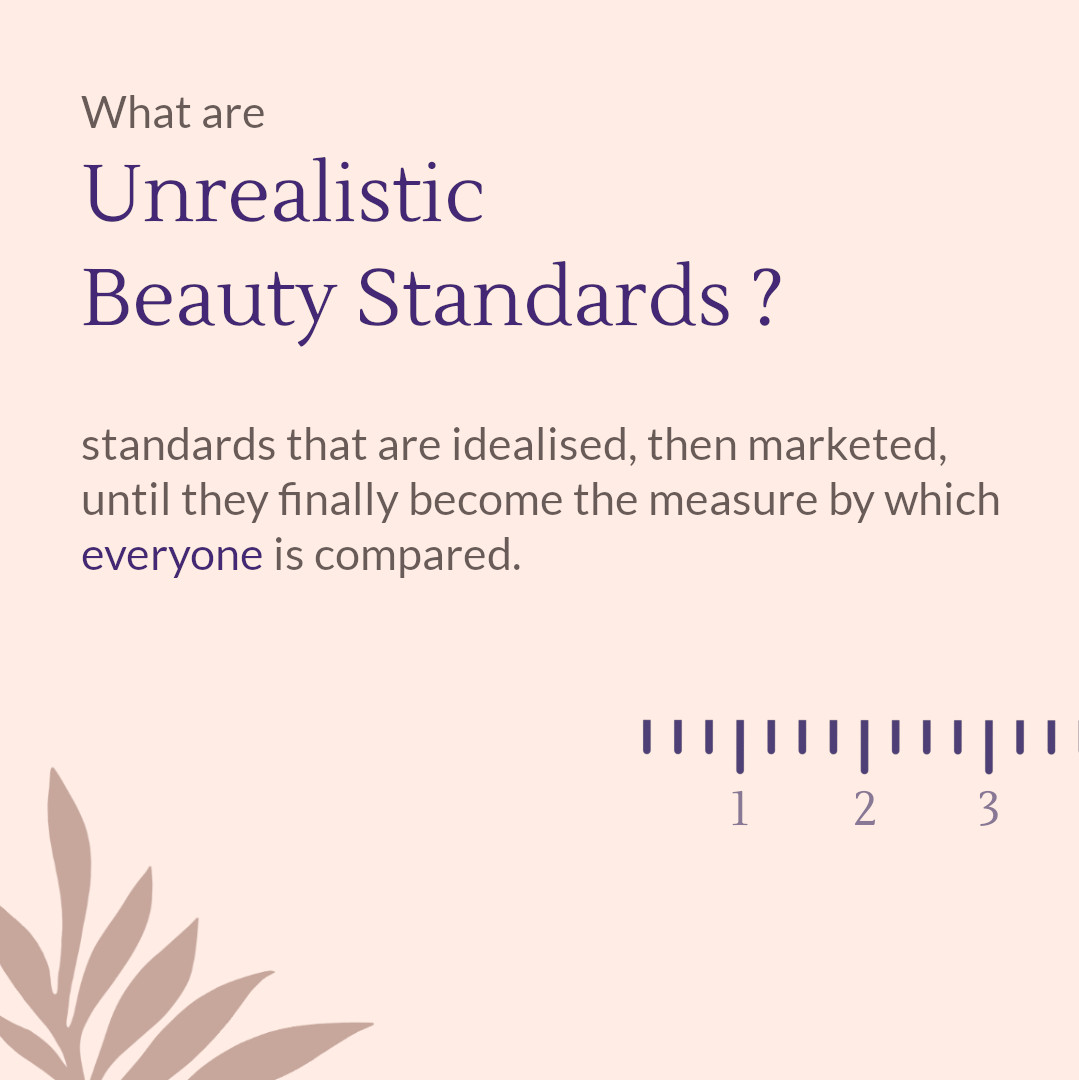 What are
Unrealistic
Beauty Standards ?
standards that are idealised, then marketed,
until they finally become the measure by which
everyone is compared.
1 2 3